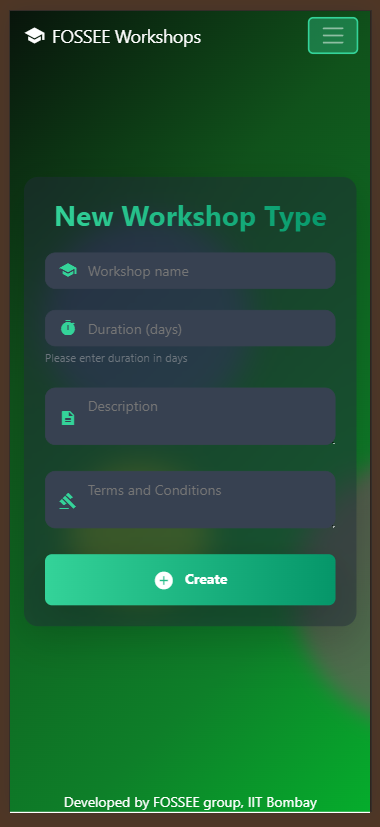 FOSSEE Workshops
New Workshop Type
Workshop name
Duration (days)
Please enter duration in days
Description
Terms and Conditions
Create
Developed by FOSSEE group, IIT Bombay